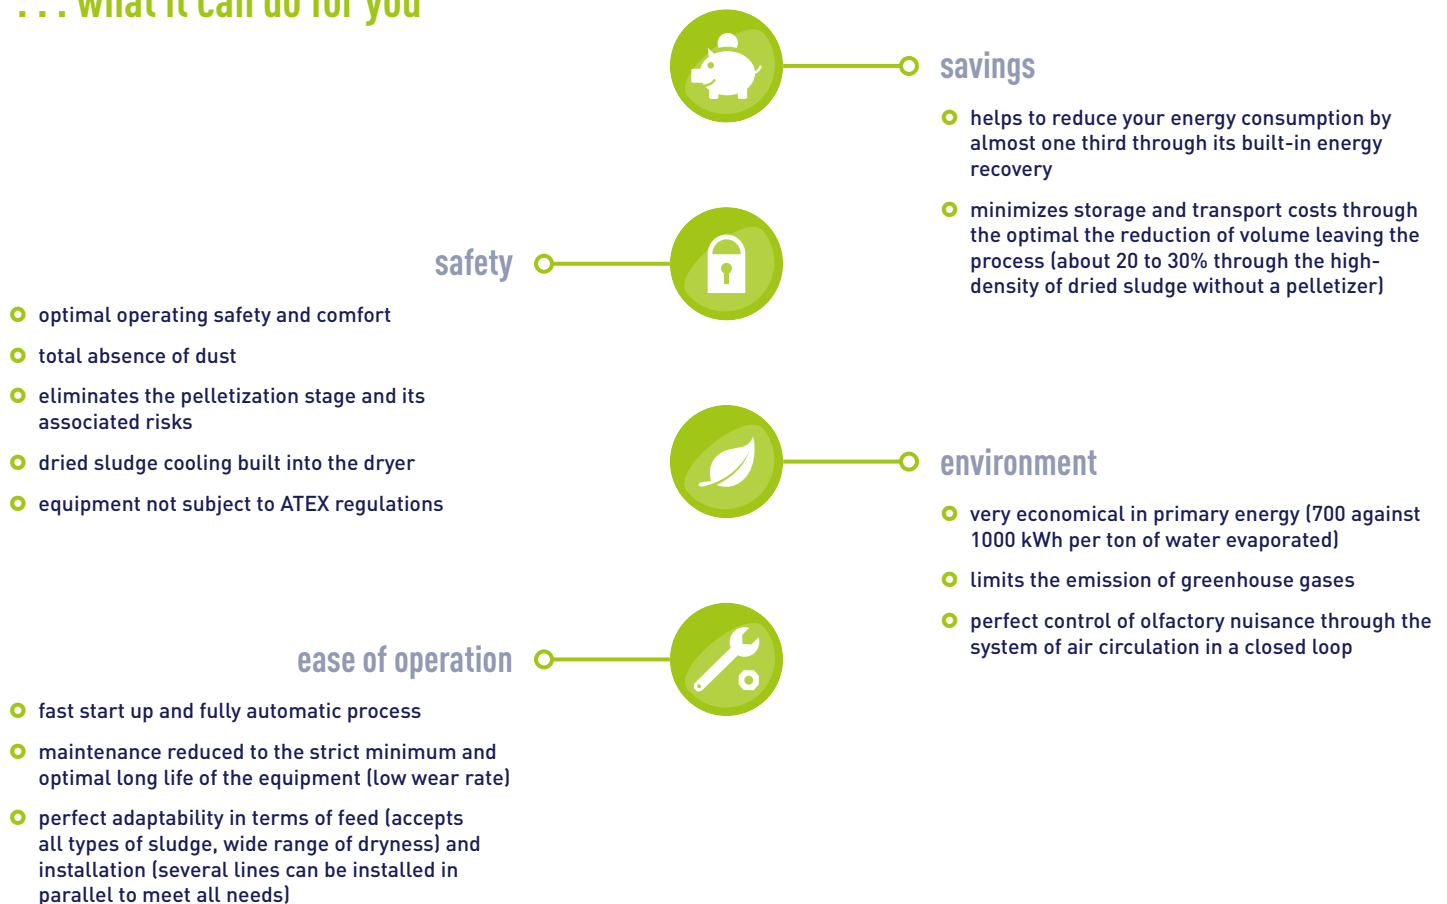 ... what it can do for you
savings
helps to reduce your energy consumption by
almost one third through its built-in energy
recovery
minimizes storage and transport costs through
the optimal the reduction of volume leaving the
process (about 20 to 30% through the high-
density of dried sludge without a pelletizer)
safety
optimal operating safety and comfort
total absence of dust
eliminates the pelletization stage and its
associated risks
dried sludge cooling built into the dryer
equipment not subject to ATEX regulations
environment
very economical in primary energy (700 against
1000 kWh per ton of water evaporated)
limits the emission of greenhouse gases
perfect control of olfactory nuisance through the
system of air circulation in a closed loop
ease of operation
fast start up and fully automatic process
maintenance reduced to the strict minimum and
optimal long life of the equipment (low wear rate)
perfect adaptability in terms of feed (accepts
all types of sludge, wide range of dryness) and
installation (several lines can be installed in
parallel to meet all needs)